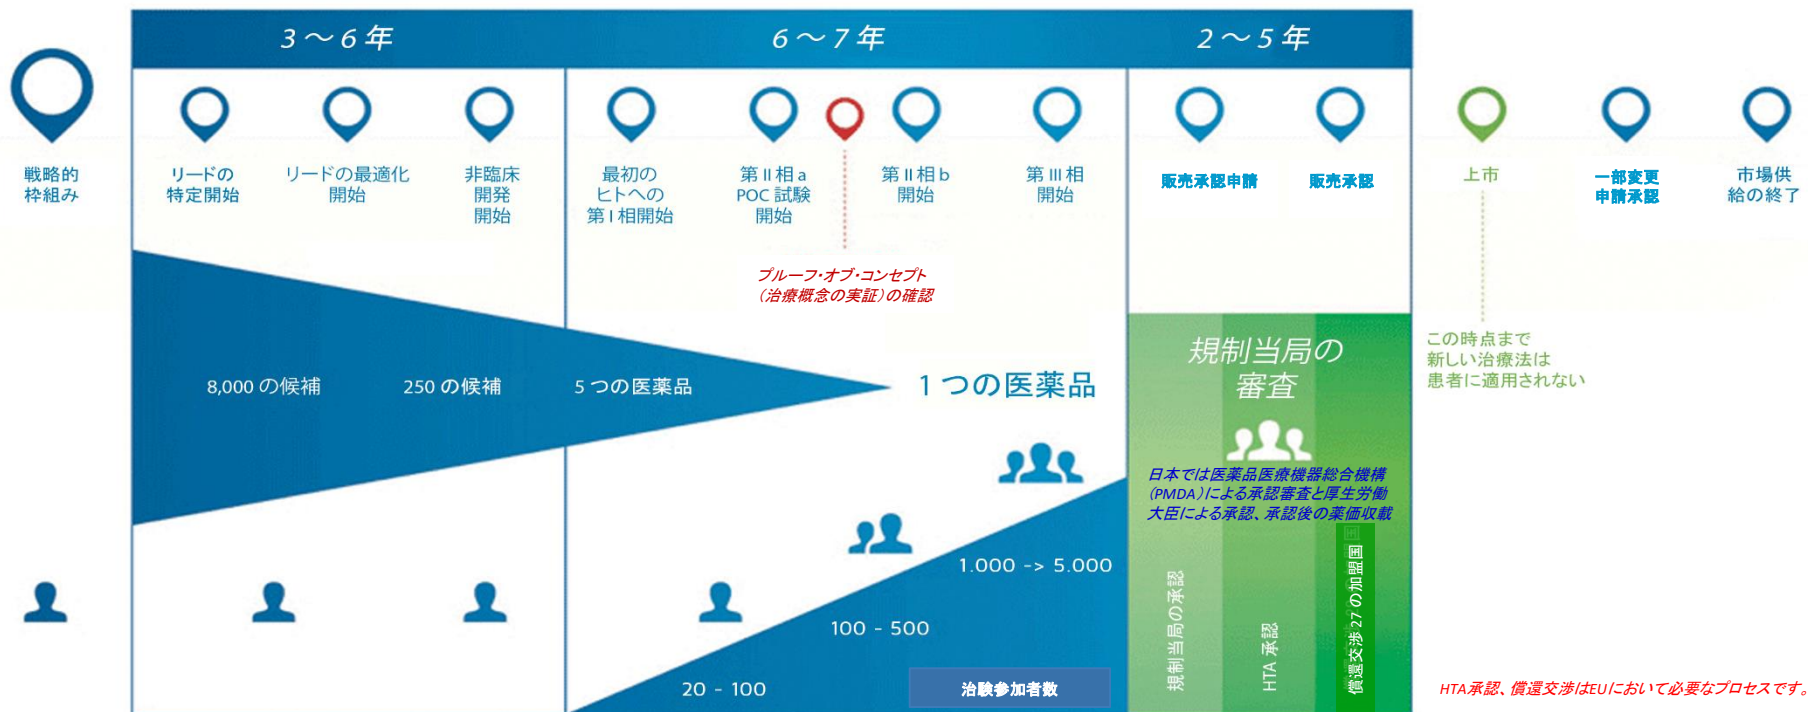 3～6年
6～7年
2～5年
戦略的
枠組み
リードの
特定開始
リードの最適化
開始
非臨床
開発
開始
最初の
ヒトへの
第I相開始
第II相a
POC 試験
開始
第II相b
開始
第III相
開始
販売承認申請
販売承認
上市
一部変更
申請承認
市場供
給の終了
プルーフ・オブ・コンセプト
（治療概念の実証）の確認
8,000 の候補
250 の候補
5 つの医薬品
1 つの医薬品
規制当局の
審査
この時点まで
新しい治療法は
患者に適用されない
日本では医薬品医療機器総合機構
（PMDA）による承認審査と厚生労働
大臣による承認、承認後の薬価収載
1.000 -> 5.000
100 - 500
20 - 100
治験参加者数
規制当局の承認
HTA 承認
償還交渉 27 の加盟国
HTA承認、償還交渉はEUにおいて必要なプロセスです。